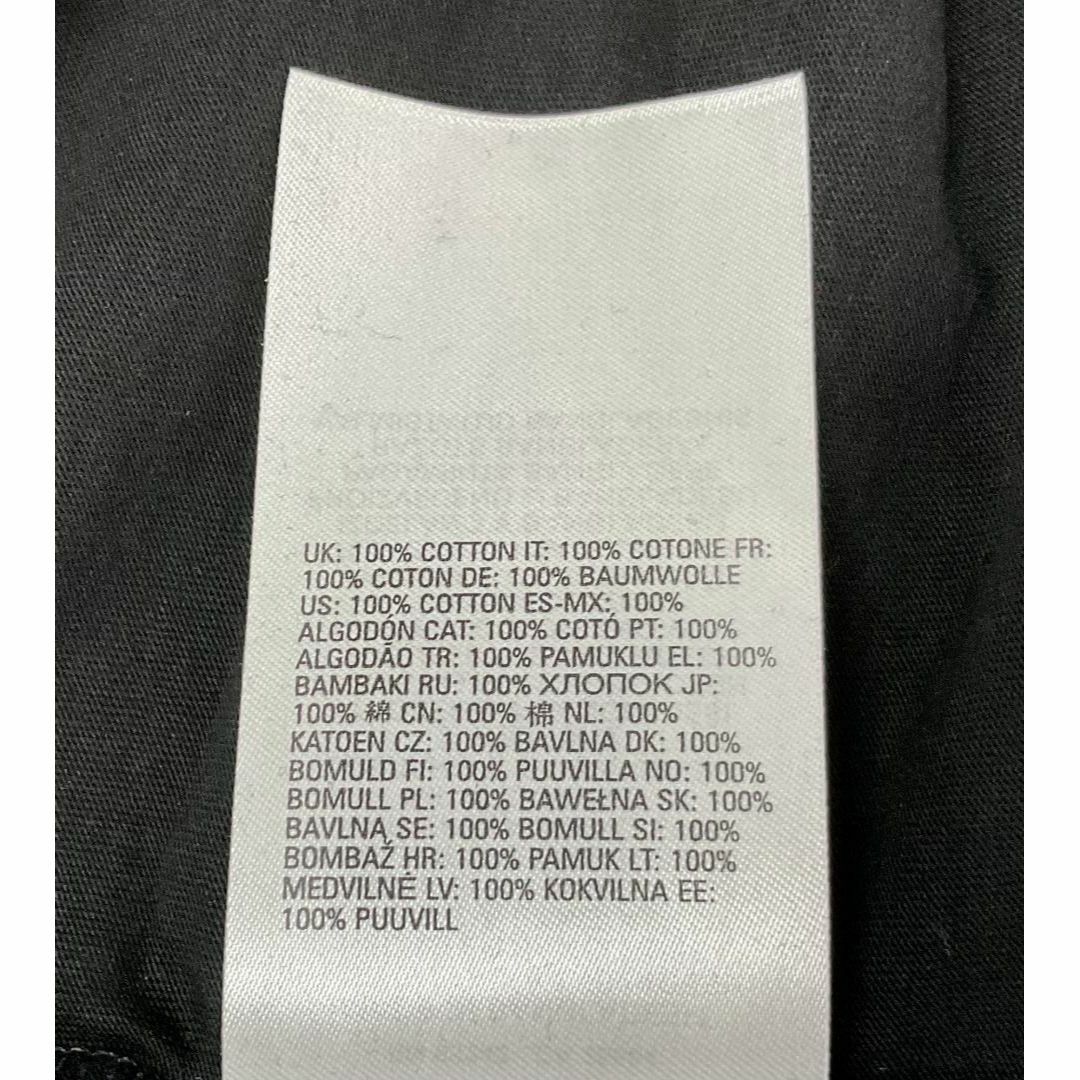 UK: 100% COTTON IT: 100% COTONE FR:
100% COTON DE: 100% BAUMWOLLE
US: 100% COTTON ES-MX: 100%
ALGODÓN CAT: 100% COTÓ PT: 100%
ALGODÃO TR: 100% PAMUKLU EL: 100%
BAMBAKI RU: 100% ХЛОПОК JP:
100% 綿 CN: 100% 棉 NL: 100%
KATOEN CZ: 100% BAVLNA DK: 100%
BOMULD FI: 100% PUUVILLA NO: 100%
BOMULL PL: 100% BAWEŁNA SK: 100%
BAVLNA SE: 100% BOMULL SI: 100%
BOMBAŽ HR: 100% PAMUK LT: 100%
MEDVILNĖ LV: 100% KOKVILNA EE:
100% PUUVILL